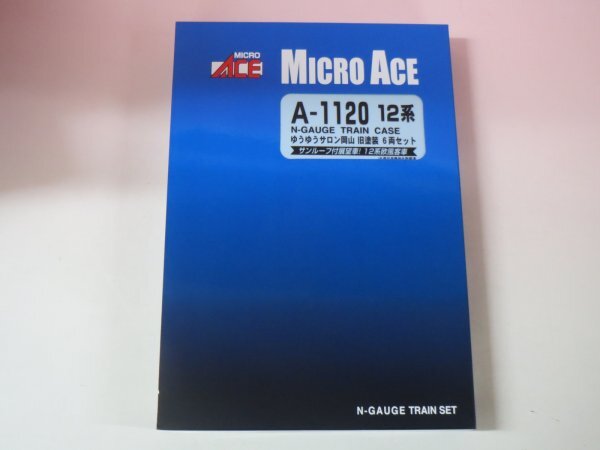 MICRO
ACE
MICRO ACE
A-1120 12系
N-GAUGE TRAIN CASE
ゆうゆうサロン岡山 旧塗装 6両セット
サンルーフ付展望車! 12系欧風客車
N-GAUGE TRAIN SET